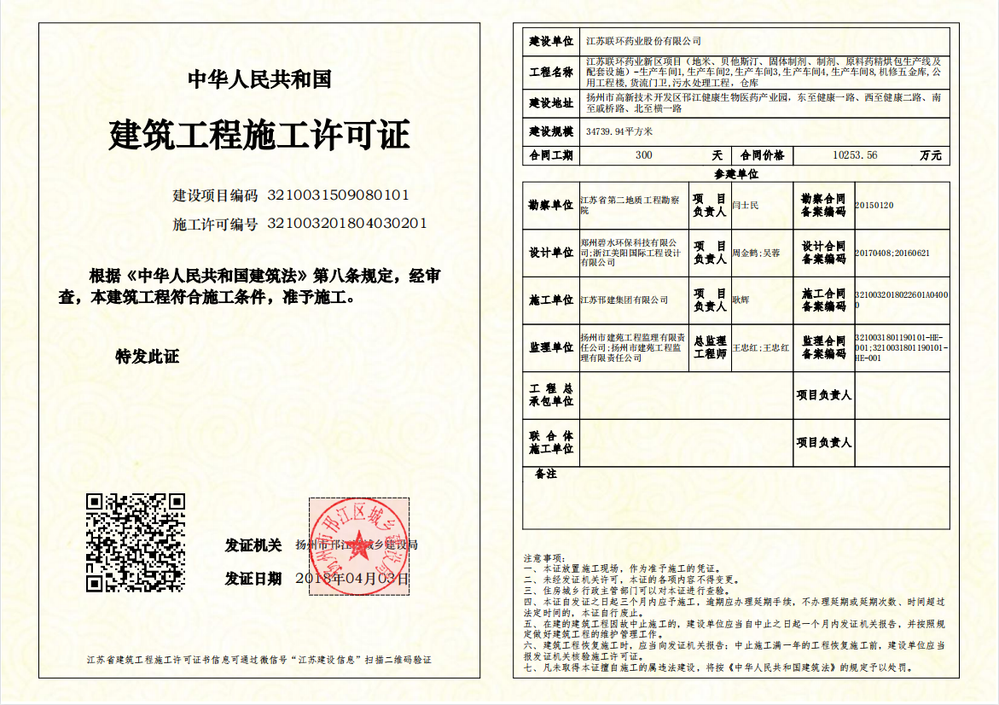 中华人民共和国
建筑工程施工许可证
建设项目编码 3210031509080101
施工许可编号 321003201804030201
根据《中华人民共和国建筑法》第八条规定，经审
查，本建筑工程符合施工条件，准予施工。
特发此证
发证机关 扬州市邗江区城乡建设局
发证日期 2018年04月03日
扬州市邗江区城乡建设局
江苏省建筑工程施工许可证书信息可通过微信号“江苏建设信息”扫描二维码验证
建设单位 江苏联环药业股份有限公司
工程名称 江苏联环药业新区项目（地米、贝他斯汀、固体制剂、制剂、原料药精烘包生产线及
配套设施）-生产车间1,生产车间2,生产车间3,生产车间4,生产车间8,机修五金库,公
用工程楼,货流门卫,污水处理工程，仓库
建设地址 扬州市高新技术开发区邗江健康生物医药产业园，东至健康一路、西至健康二路、南
至戚桥路、北至横一路
建设规模 34739.94平方米
合同工期 300 天 合同价格 10253.56 万元
参建单位
勘察单位 江苏省第二地质工程勘察
院 项 目
负责人 闫士民 勘察合同
备案编码 20150120
设计单位 郑州碧水环保科技有限公
司;浙江美阳国际工程设计
有限公司 项 目
负责人 周金鹤;吴蓉 设计合同
备案编码 20170408;20160621
施工单位 江苏邗建集团有限公司 项 目
负责人 耿辉 施工合同
备案编码 3210032018022601A0400
0
监理单位 扬州市建苑工程监理有限责
任公司;扬州市建苑工程监
理有限责任公司 总监理
工程师 王忠红;王忠红 监理合同
备案编码 3210031801190101-HE-
001;3210031801190101-
HE-001
工 程 总
承包单位 项目负责人
联 合 体
施工单位 项目负责人
备注
注意事项：
一、本证放置施工现场，作为准予施工的凭证。
二、未经发证机关许可，本证的各项内容不得变更。
三、住房城乡行政主管部门可以对本证进行查验。
四、本证自发证之日起三个月内应予施工，逾期应办理延期手续，不办理延期或延期次数、时间超过
法定时间的，本证自行废止。
五、在建的建筑工程因故中止施工的，建设单位应当自中止之日起一个月内发证机关报告，并按照规
定做好建筑工程的维护管理工作。
六、建筑工程恢复施工时，应当向发证机关报告；中止施工满一年的工程恢复施工前，建设单位应当
报发证机关核验施工许可证。
七、凡未取得本证擅自施工的属违法建设，将按《中华人民共和国建筑法》的规定予以处罚。